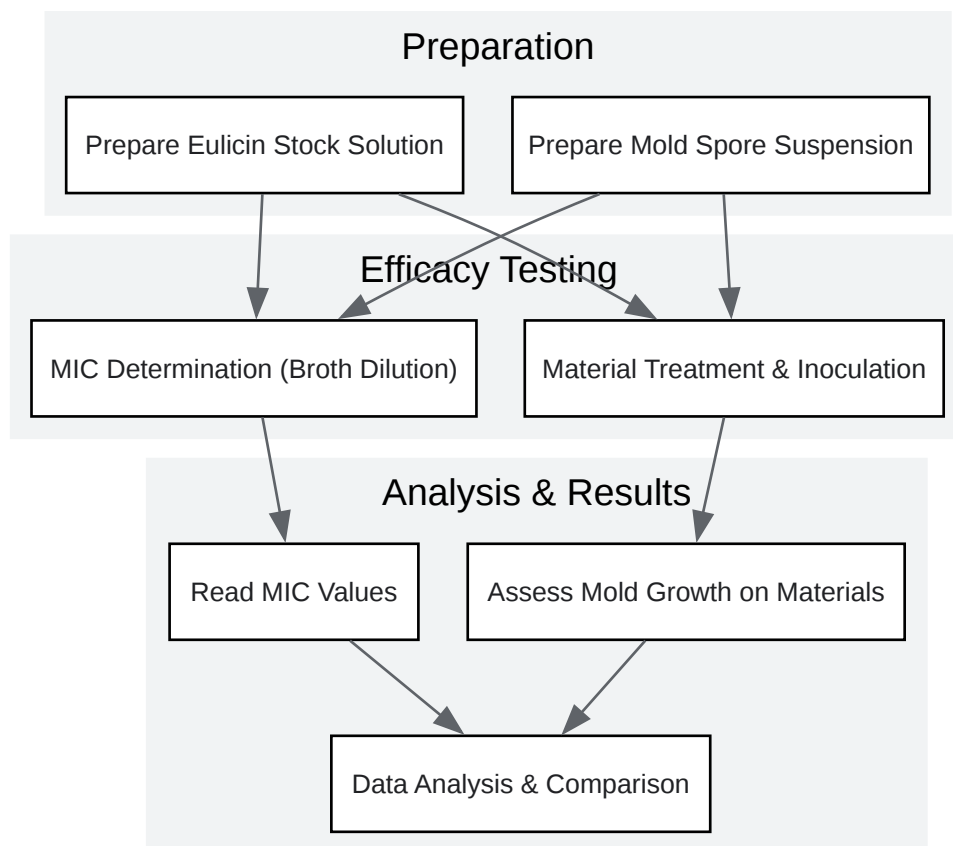 Preparation
Prepare Eulicin Stock Solution
Prepare Mold Spore Suspension
Efficacy Testing
MIC Determination (Broth Dilution)
Material Treatment & Inoculation
Analysis & Results
Read MIC Values
Assess Mold Growth on Materials
Data Analysis & Comparison